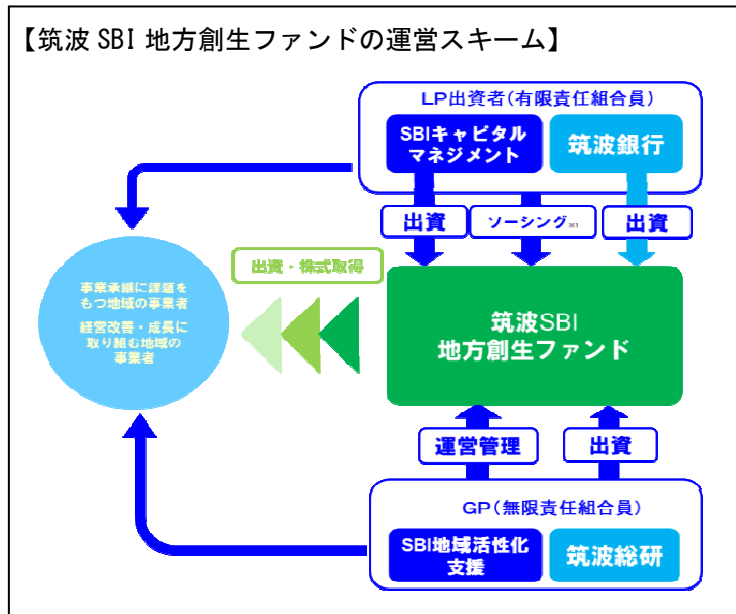 【筑波 SBI 地方創生ファンドの運営スキーム】
LP出資者(有限責任組合員)
SBIキャピタル
マネジメント
筑波銀行
出資
ソーシング※1
出資
出資・株式取得
事業承継に課題を
もつ地域の事業者
経営改善・成長に
取り組む地域の
事業者
筑波SBI
地方創生ファンド
運営管理
出資
GP(無限責任組合員)
SBI地域活性化
支援
筑波総研